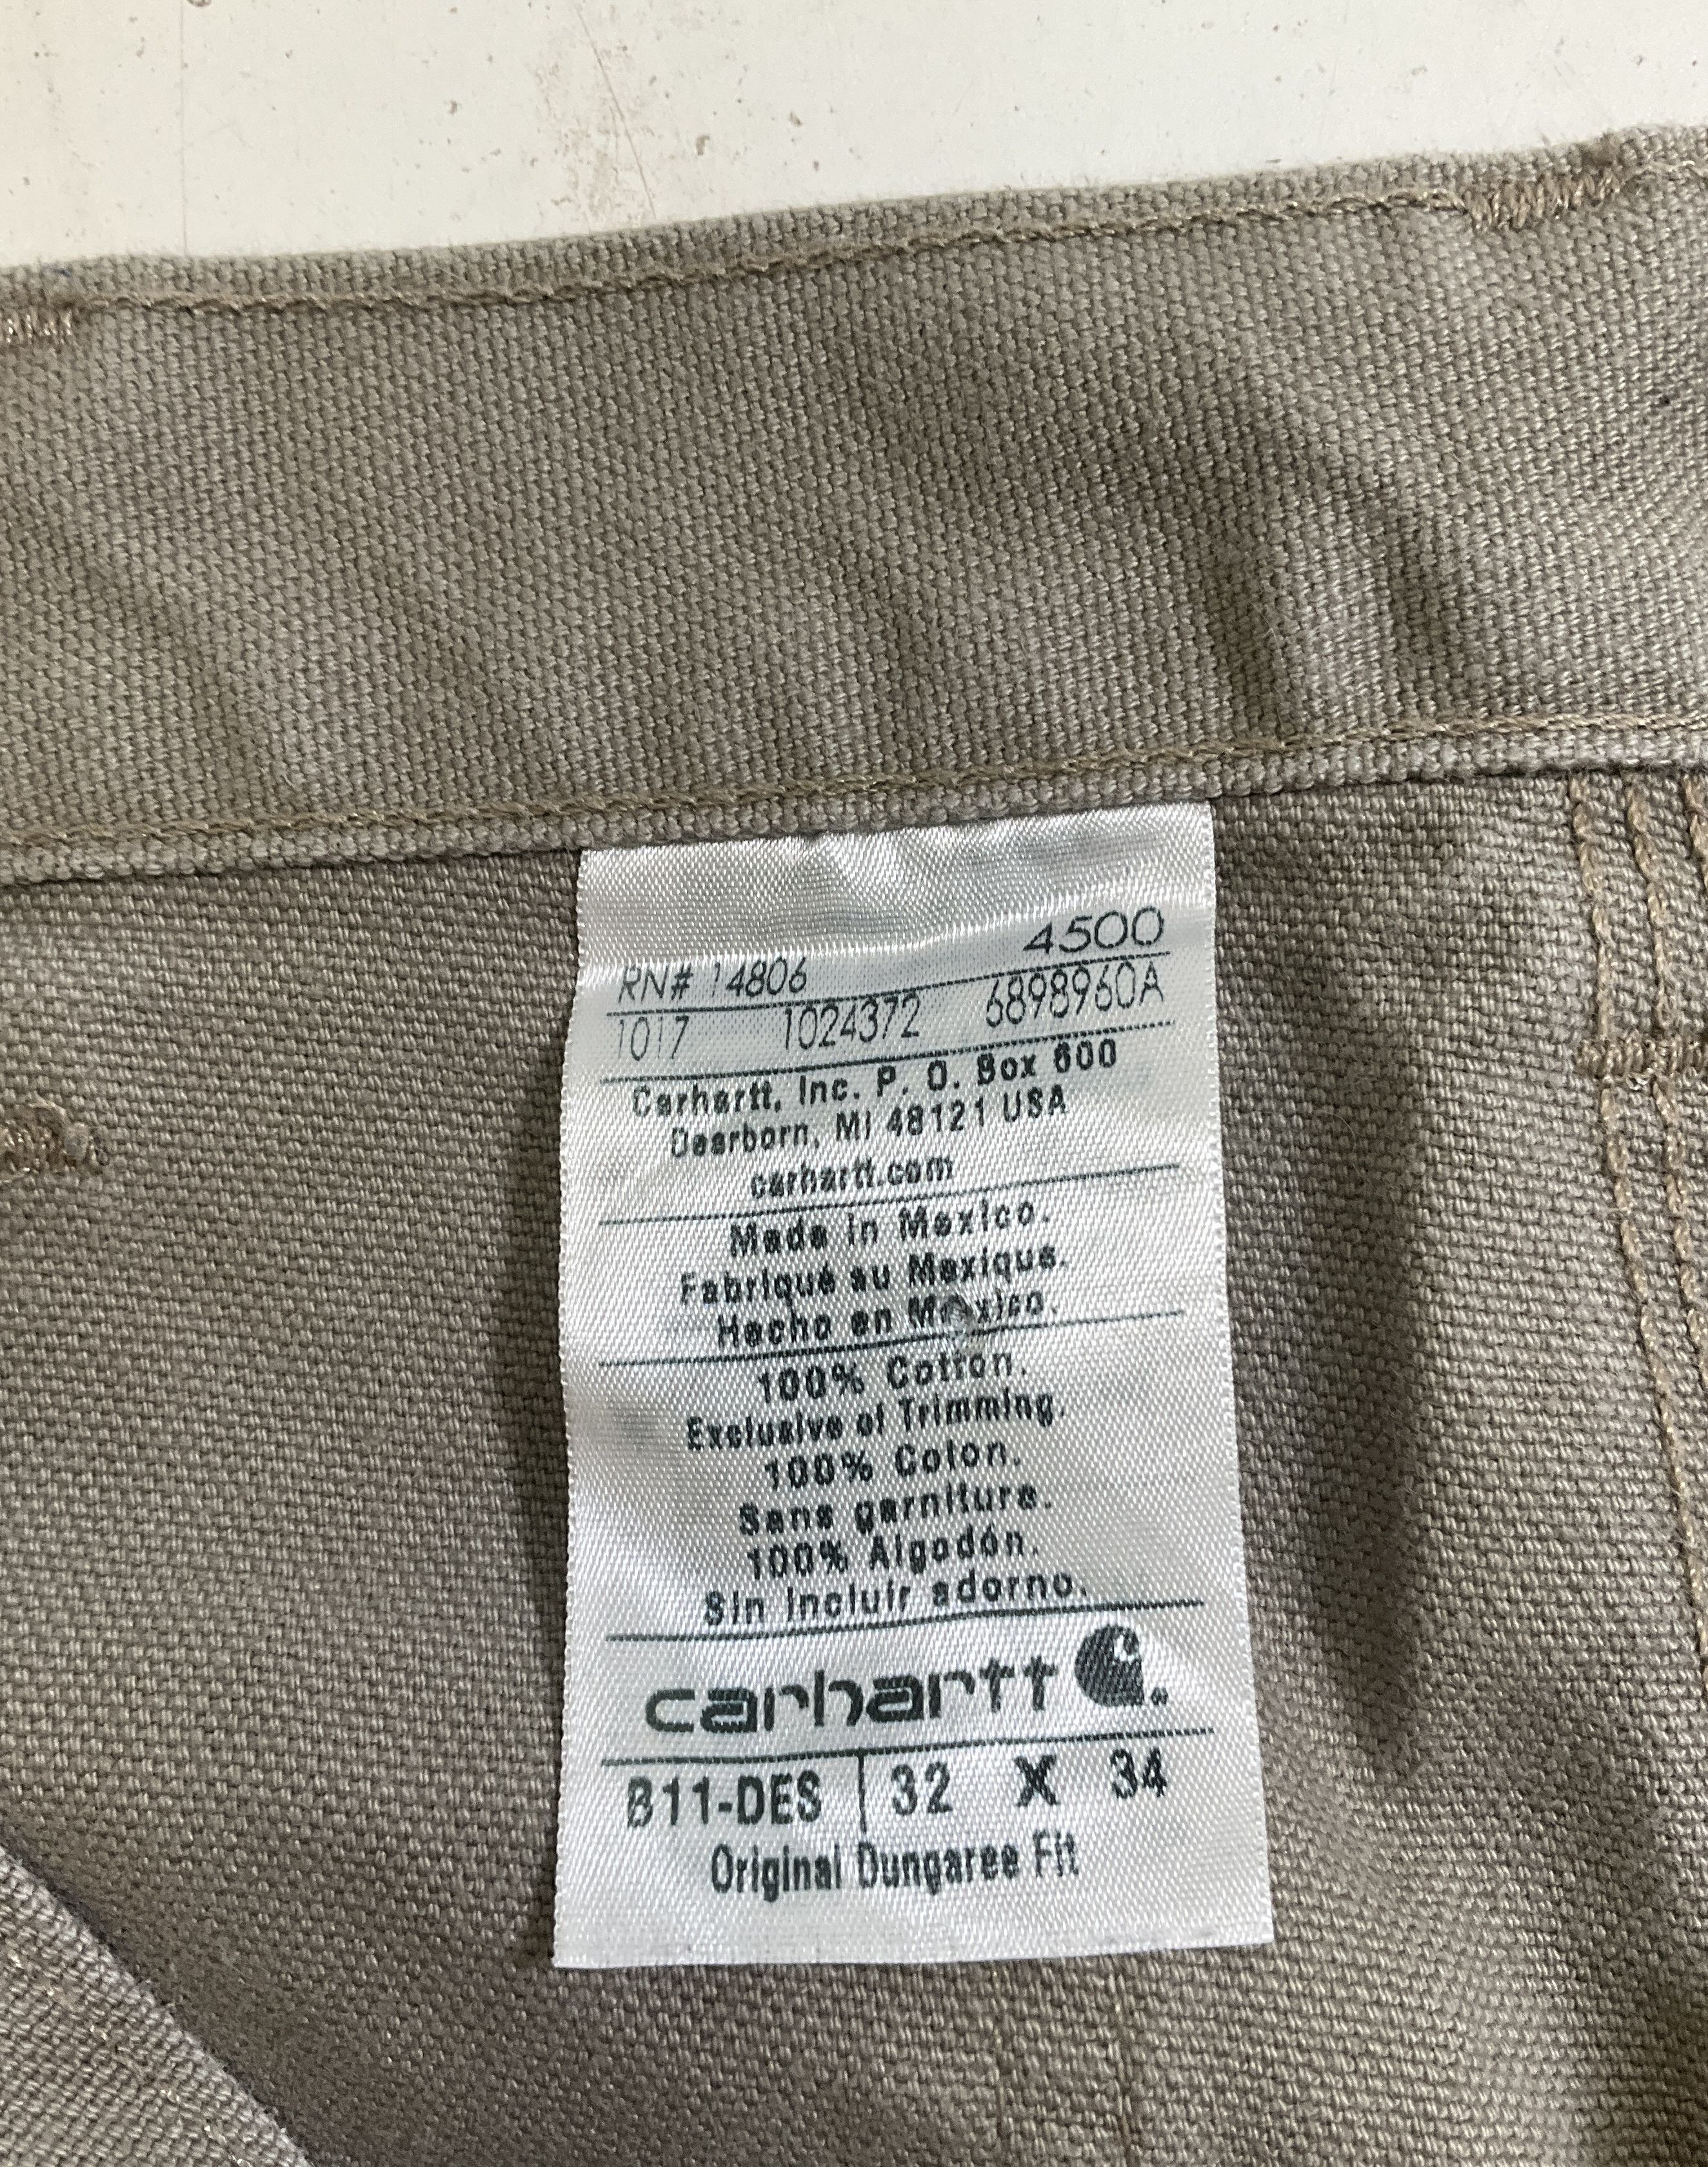 4500
RN# 14806
1017 1024372 6898960A
Carhartt, Inc. P. O. Box 600
Dearborn, MI 48121 USA
carhartt.com
Made in Mexico.
Fabriqué au Mexique.
Hecho en México.
100% Cotton.
Exclusive of Trimming
100% Coton.
Sans garniture.
100% Algodón.
Sin incluir adorno.
carhartt
B11-DES 32 X 34
Original Dungaree Fit